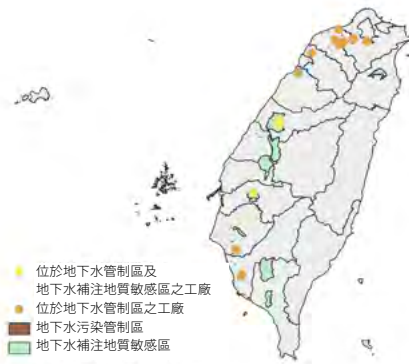 位於地下水管制區及
地下水補注地質敏感區之工廠
位於地下水管制區之工廠
地下水污染管制區
地下水補注地質敏感區